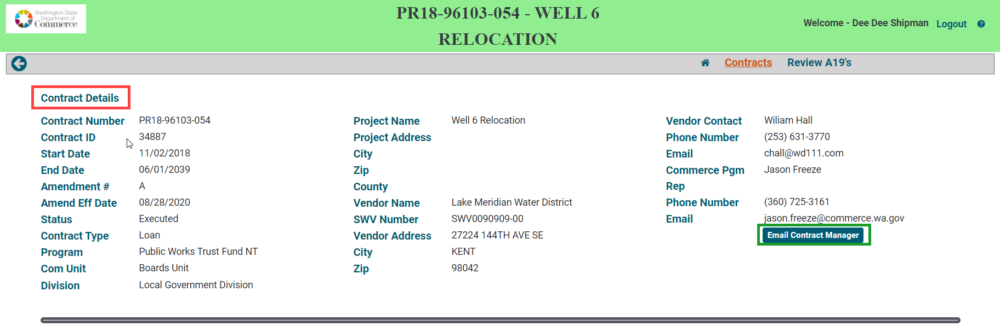 Washington State
Department of
Commerce
PR18-96103-054 - WELL 6
RELOCATION
Welcome - Dee Dee Shipman Logout ?
Contracts Review A19's
Contract Details
Contract Number PR18-96103-054
Contract ID 34887
Start Date 11/02/2018
End Date 06/01/2039
Amendment # A
Amend Eff Date 08/28/2020
Status Executed
Contract Type Loan
Program Public Works Trust Fund NT
Com Unit Boards Unit
Division Local Government Division
Project Name Well 6 Relocation
Project Address
City
Zip
County
Vendor Name Lake Meridian Water District
SWV Number SWV0090909-00
Vendor Address 27224 144TH AVE SE
City KENT
Zip 98042
Vendor Contact Wiliam Hall
Phone Number (253) 631-3770
Email chall@wd111.com
Commerce Pgm Jason Freeze
Rep
Phone Number (360) 725-3161
Email jason.freeze@commerce.wa.gov
Email Contract Manager